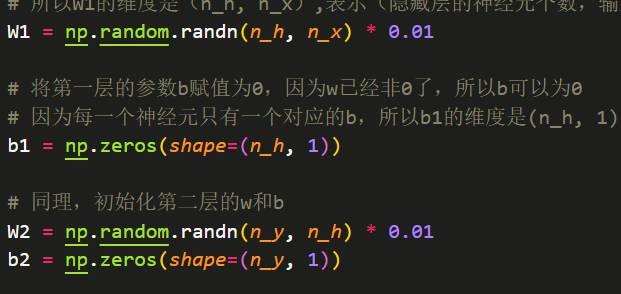 # 所以W1的维度是（n_h, n_x）,表示（隐藏层的神经元个数，输
W1 = np.random.randn(n_h, n_x) * 0.01
# 将第一层的参数b赋值为0，因为w已经非0了，所以b可以为0
# 因为每一个神经元只有一个对应的b，所以b1的维度是(n_h, 1)
b1 = np.zeros(shape=(n_h, 1))
# 同理，初始化第二层的w和b
W2 = np.random.randn(n_y, n_h) * 0.01
b2 = np.zeros(shape=(n_y, 1))